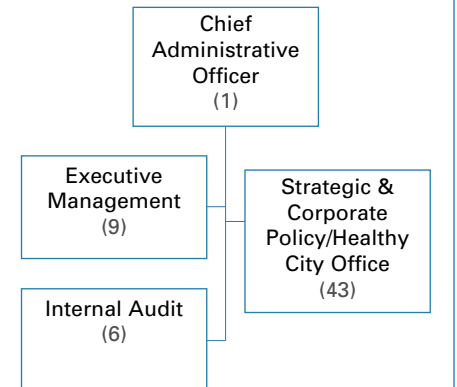 Chief
Administrative
Officer
(1)
Executive
Management
(9)
Strategic &
Corporate
Policy/Healthy
City Office
(43)
Internal Audit
(6)